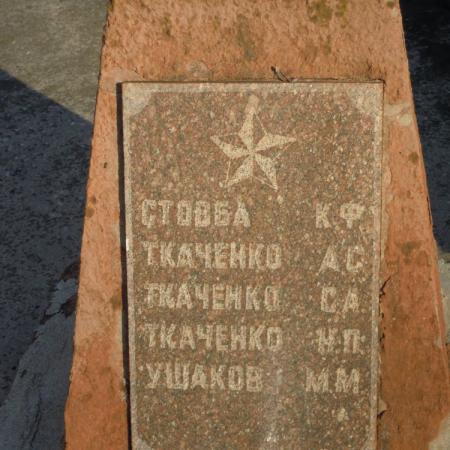 СТОВБА К.Ф.
ТКАЧЕНКО А.С.
ТКАЧЕНКО С.А.
ТКАЧЕНКО Н.П.
УШАКОВ М.М.